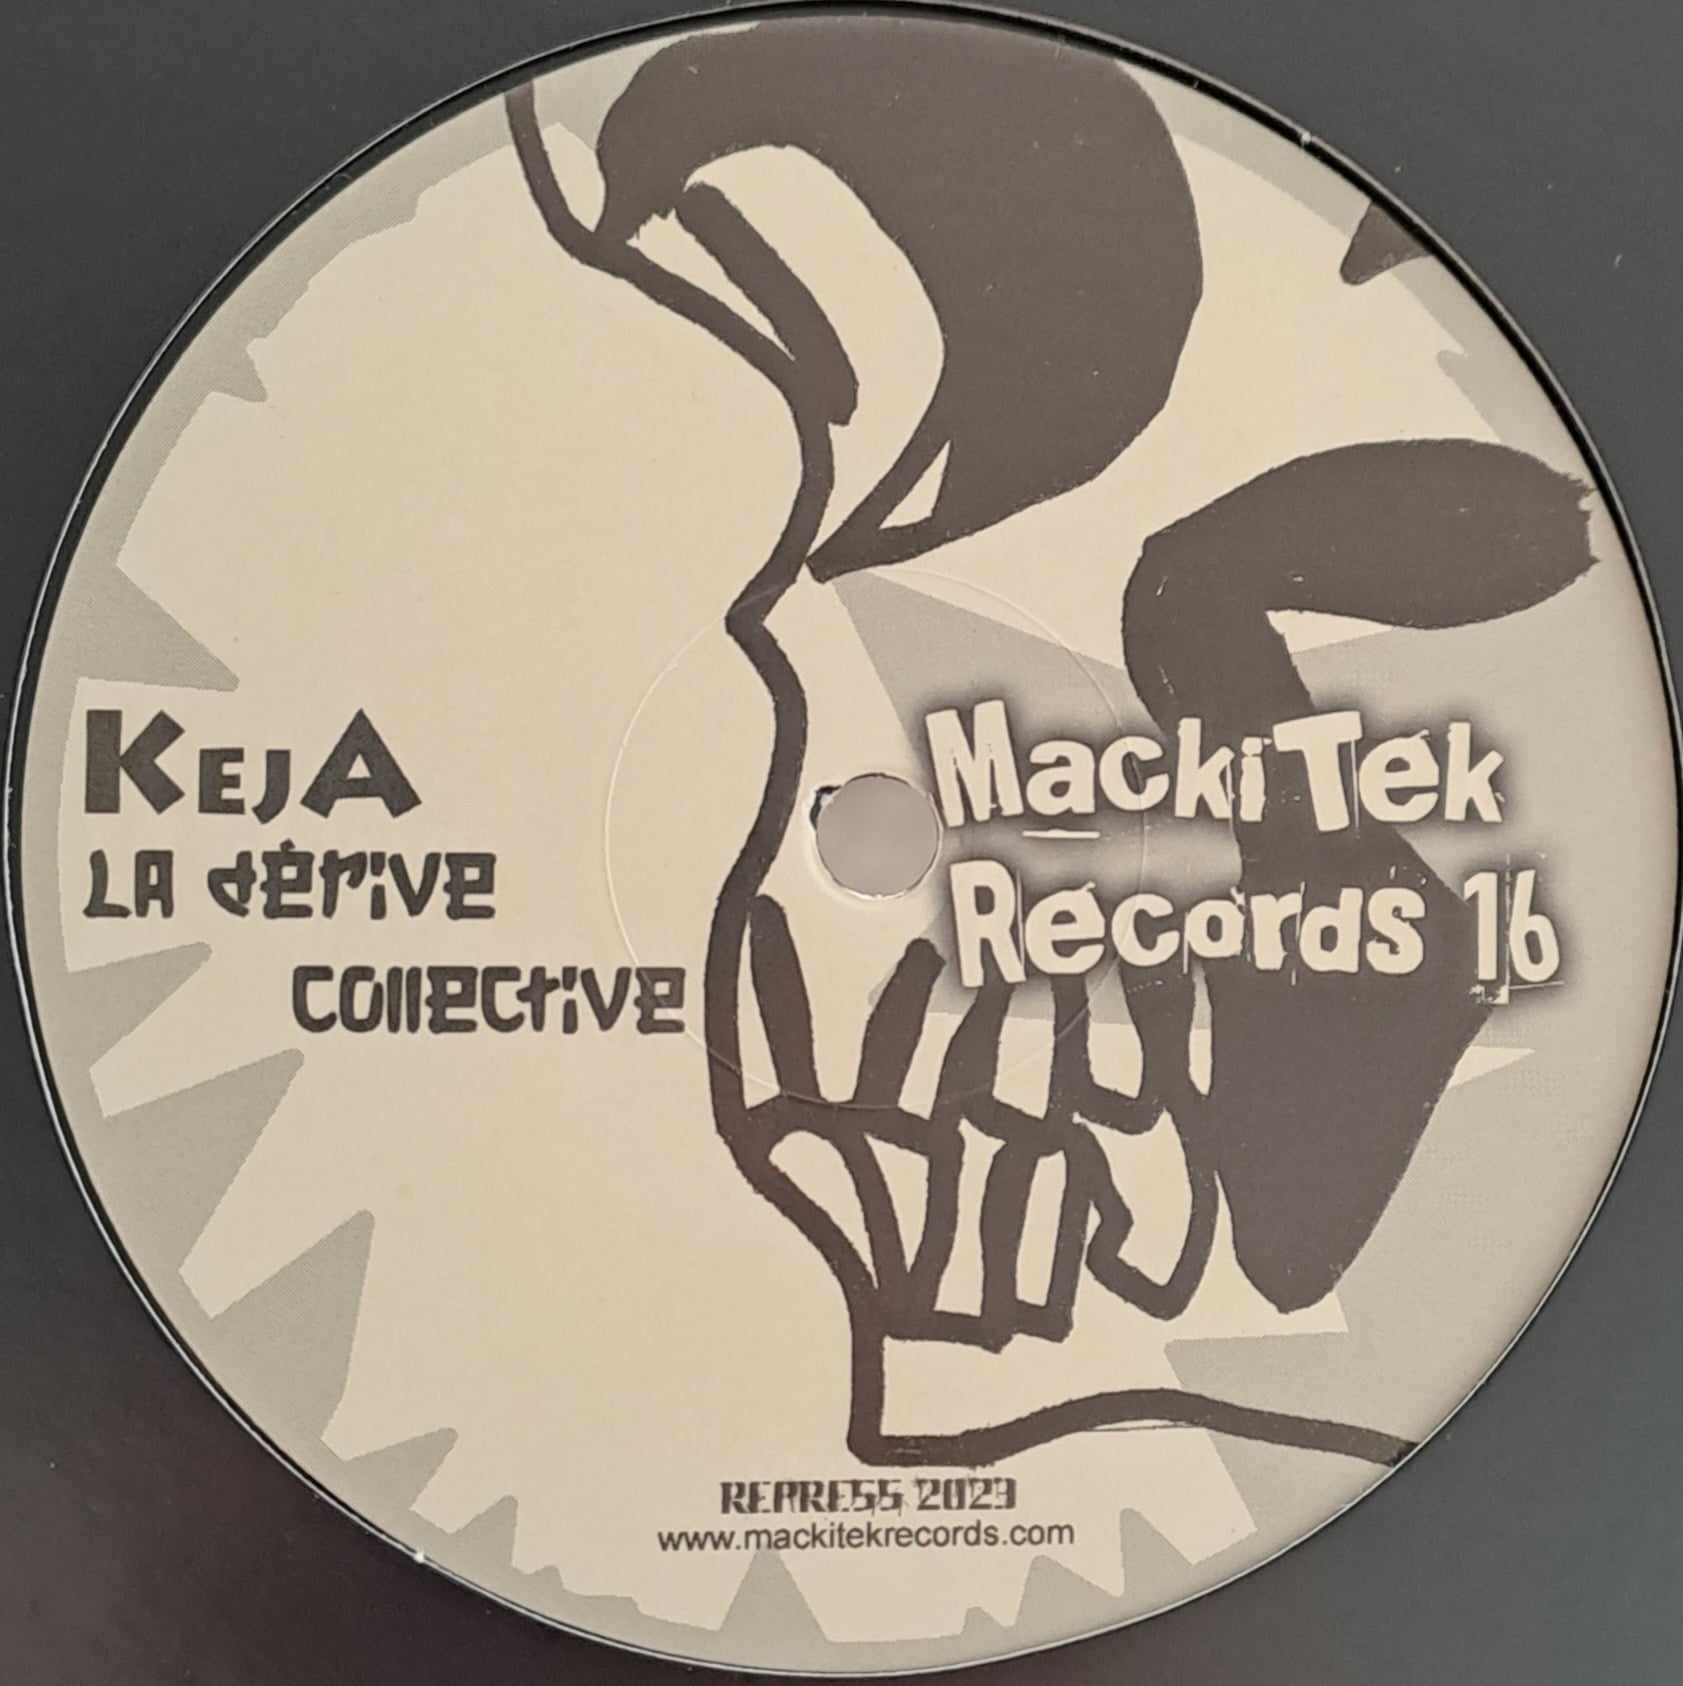 KEJA
LA dérive
collective
MackiTek
Records 16
REPRESS 2023
www.mackitekrecords.com